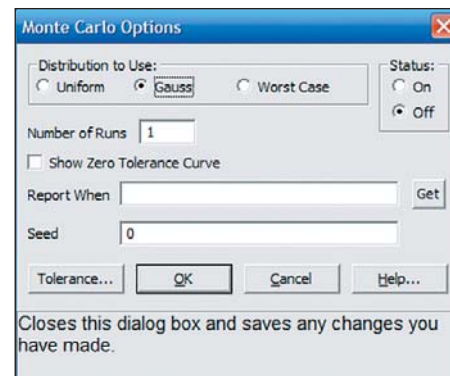 Monte Carlo Options
Distribution to Use:
Uniform Gauss Worst Case
Status:
On
Off
Number of Runs 1
Show Zero Tolerance Curve
Report When Get
Seed 0
Tolerance... OK Cancel Help...
Closes this dialog box and saves any changes you
have made.